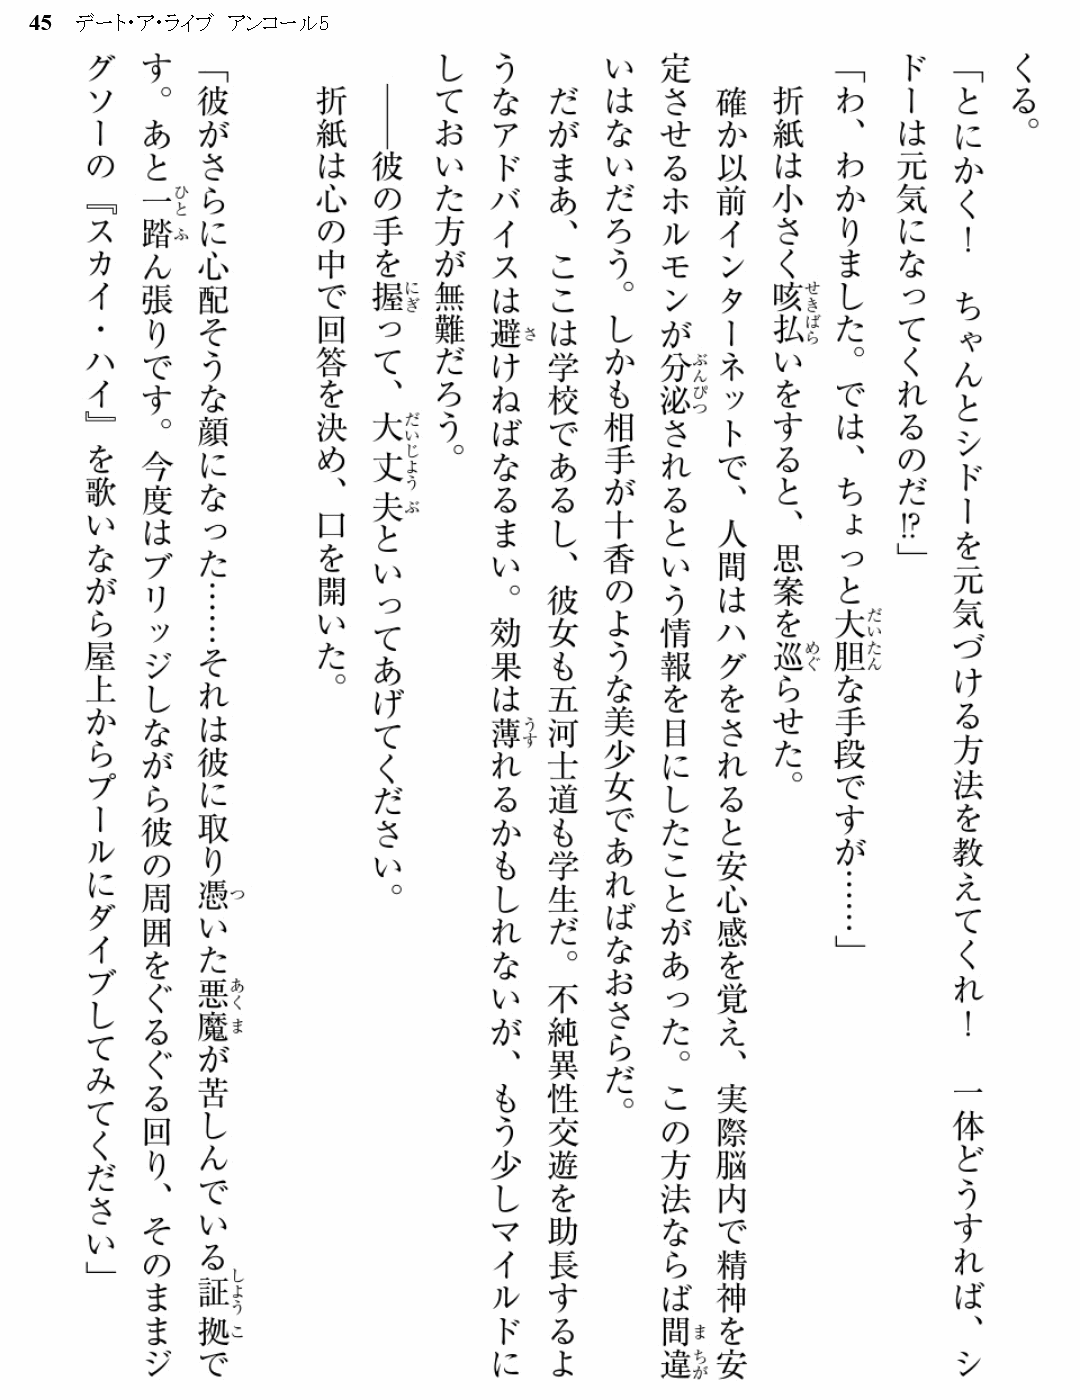 45 デート・ア・ライブ アンコール5
くる。
「とにかく！ ちゃんとシドーを元気づける方法を教えてくれ！ 一体どうすれば、シ
ドーは元気になってくれるのだ!?」
「わ、わかりました。では、ちょっと大胆な手段ですが……」
折紙は小さく咳払いをすると、思案を巡らせた。
確か以前インターネットで、人間はハグをされると安心感を覚え、実際脳内で精神を安
定させるホルモンが分泌されるという情報を目にしたことがあった。この方法ならば間違
いはないだろう。しかも相手が十香のような美少女であればなおさらだ。
だがまあ、ここは学校であるし、彼女も五河士道も学生だ。不純異性交遊を助長するよ
うなアドバイスは避けねばなるまい。効果は薄れるかもしれないが、もう少しマイルドに
しておいた方が無難だろう。
――彼の手を握って、大丈夫といってあげてください。
折紙は心の中で回答を決め、口を開いた。
「彼がさらに心配そうな顔になった……それは彼に取り憑いた悪魔が苦しんでいる証拠で
す。あと一踏ん張りです。今度はブリッジしながら彼の周囲をぐるぐる回り、そのままジ
グソーの『スカイ・ハイ』を歌いながら屋上からプールにダイブしてみてください」